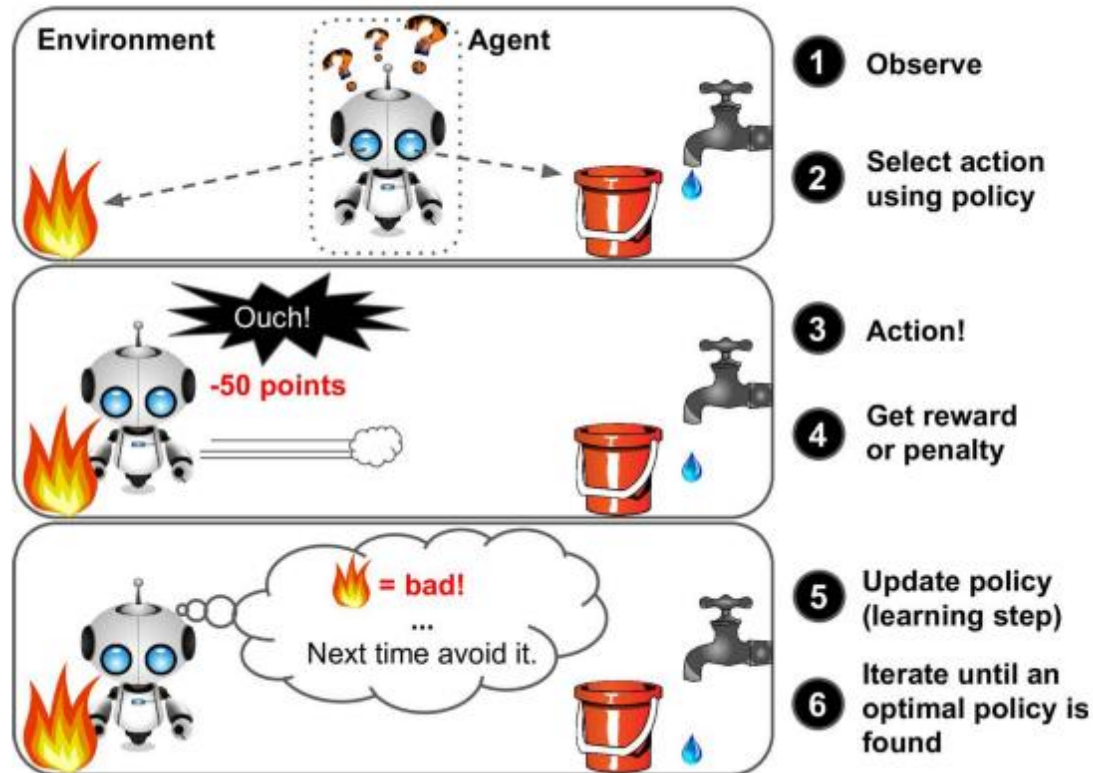 Environment
Agent
? ? ?
1 Observe
2 Select action
using policy
Ouch!
-50 points
3 Action!
4 Get reward
or penalty
= bad!
...
Next time avoid it.
5 Update policy
(learning step)
6 Iterate until an
optimal policy is
found